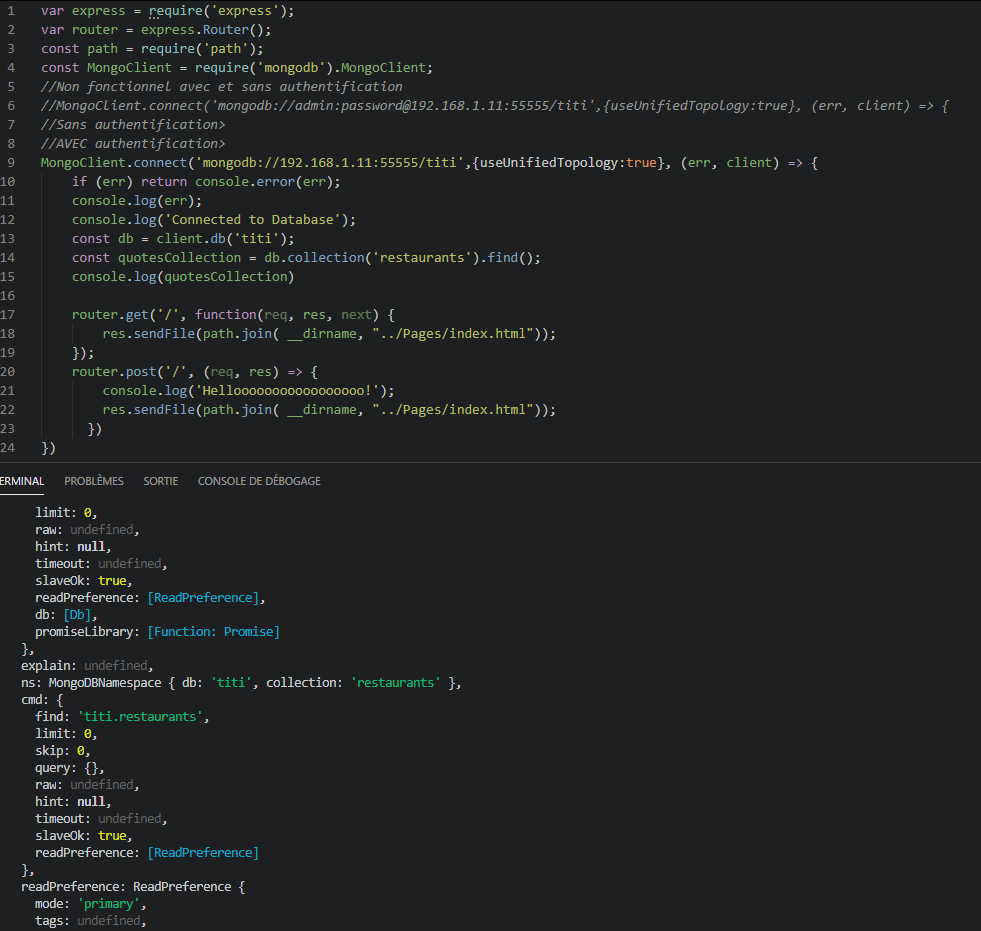 1 var express = require('express');
2 var router = express.Router();
3 const path = require('path');
4 const MongoClient = require('mongodb').MongoClient;
5 //Non fonctionnel avec et sans authentification
6 //MongoClient.connect('mongodb://admin:password@192.168.1.11:55555/titi',{useUnifiedTopology:true}, (err, client) => {
7 //Sans authentification>
8 //AVEC authentification>
9 MongoClient.connect('mongodb://192.168.1.11:55555/titi',{useUnifiedTopology:true}, (err, client) => {
10 if (err) return console.error(err);
11 console.log(err);
12 console.log('Connected to Database');
13 const db = client.db('titi');
14 const quotesCollection = db.collection('restaurants').find();
15 console.log(quotesCollection)
16
17 router.get('/', function(req, res, next) {
18 res.sendFile(path.join( __dirname, "../Pages/index.html"));
19 });
20 router.post('/', (req, res) => {
21 console.log('Hellooooooooooooooooo!');
22 res.sendFile(path.join( __dirname, "../Pages/index.html"));
23 })
24 })
ERMINAL PROBLÈMES SORTIE CONSOLE DE DÉBOGAGE
limit: 0,
raw: undefined,
hint: null,
timeout: undefined,
slaveOk: true,
readPreference: [ReadPreference],
db: [Db],
promiseLibrary: [Function: Promise]
},
explain: undefined,
ns: MongoDBNamespace { db: 'titi', collection: 'restaurants' },
cmd: {
find: 'titi.restaurants',
limit: 0,
skip: 0,
query: {},
raw: undefined,
hint: null,
timeout: undefined,
slaveOk: true,
readPreference: [ReadPreference]
},
readPreference: ReadPreference {
mode: 'primary',
tags: undefined,